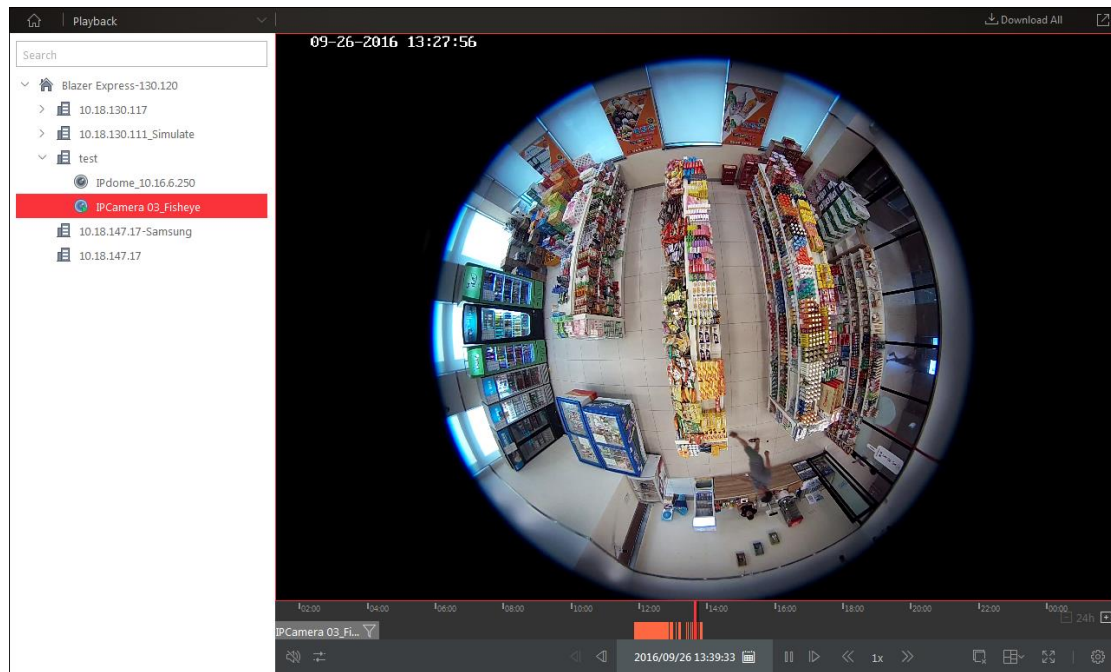 Playback
Download All
Search
09-26-2016 13:27:56
Blazer Express-130.120
10.18.130.117
10.18.130.111_Simulate
test
IPdome_10.16.6.250
IPCamera 03_Fisheye
10.18.147.17-Samsung
10.18.147.17
02:00 04:00 06:00 08:00 10:00 12:00 14:00 16:00 18:00 20:00 22:00 00:00
24h
IPCamera 03_Fi...
2016/09/26 13:39:33
1x